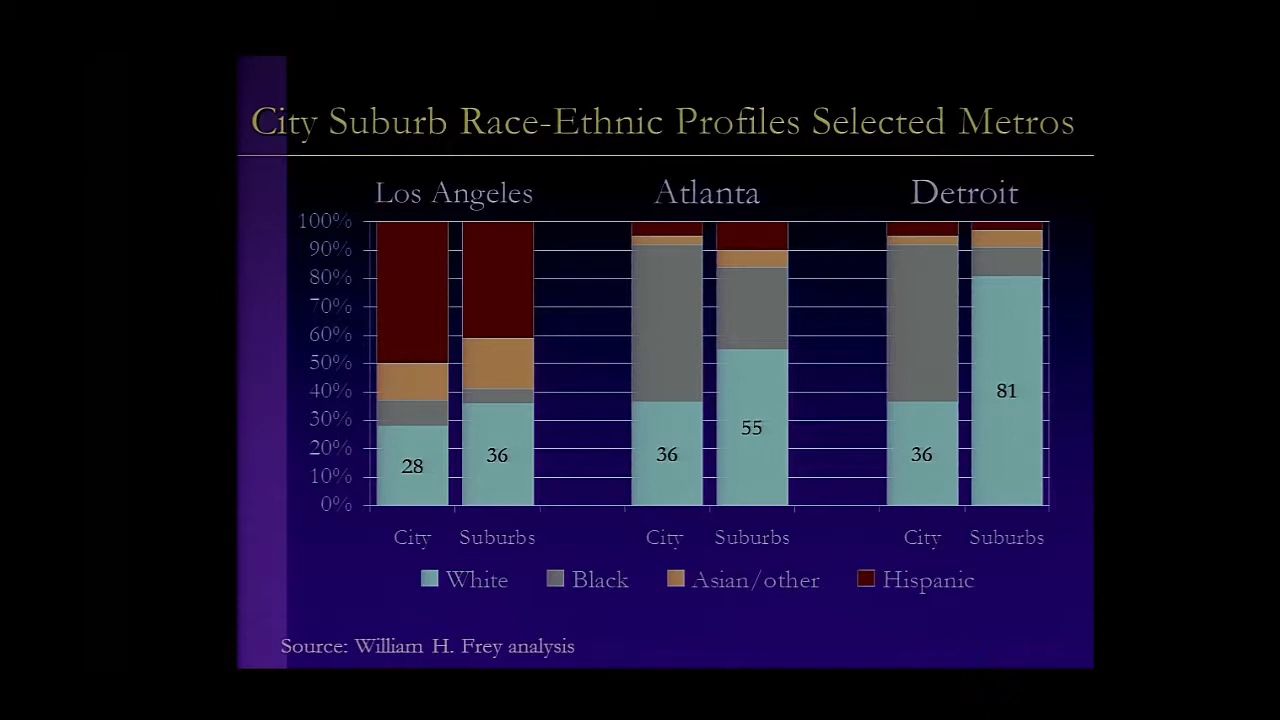 City Suburb Race-Ethnic Profiles Selected Metros
Los Angeles Atlanta Detroit
100%
90%
80%
70%
60%
50%
40%
30%
20%
10%
0%
28 36 36 55 36 81
City Suburbs City Suburbs City Suburbs
White Black Asian/other Hispanic
Source: William H. Frey analysis